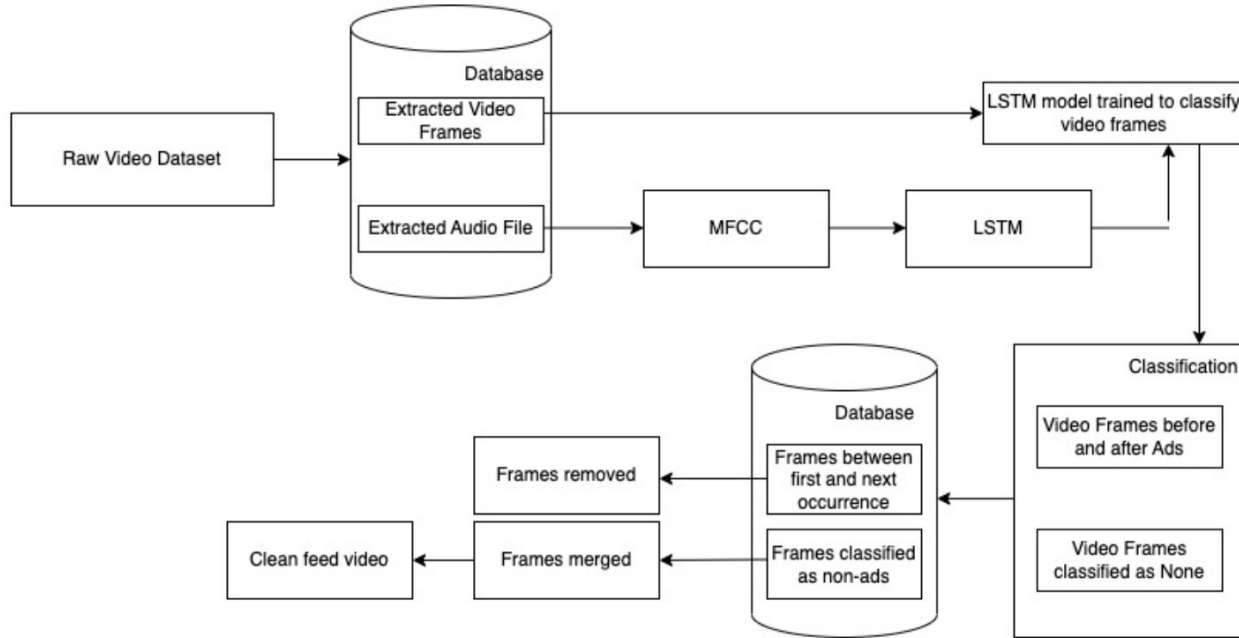 Database
Extracted Video
Frames
LSTM model trained to classify
video frames
Raw Video Dataset
Extracted Audio File
MFCC
LSTM
Classification
Database
Video Frames before
and after Ads
Frames removed
Frames between
first and next
occurrence
Clean feed video
Frames merged
Frames classified
as non-ads
Video Frames
classified as None